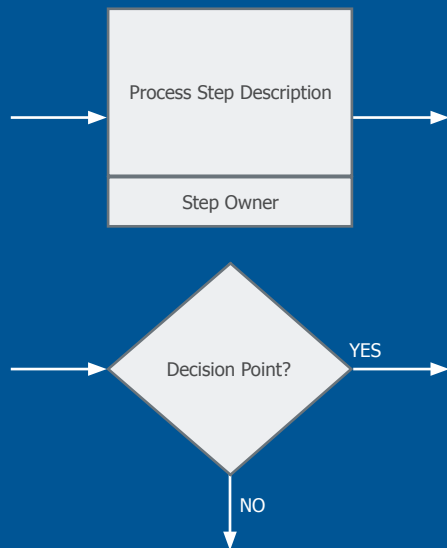 Process Step Description
Step Owner
Decision Point?
YES
NO